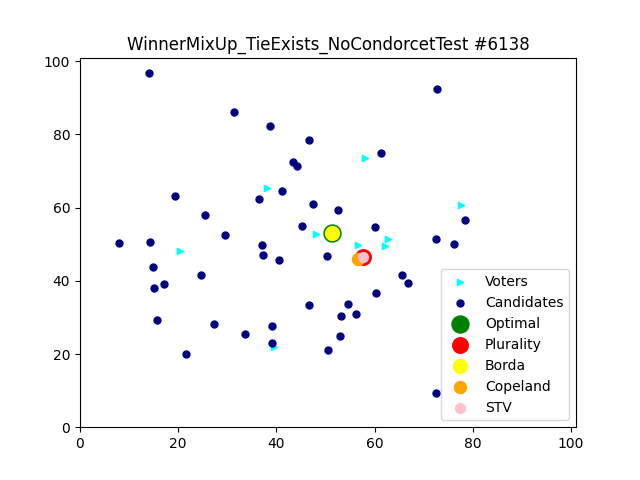 WinnerMixUp_TieExists_NoCondorcetTest #6138
100
80
60
40
20
0
0 20 40 60 80 100
Voters
Candidates
Optimal
Plurality
Borda
Copeland
STV